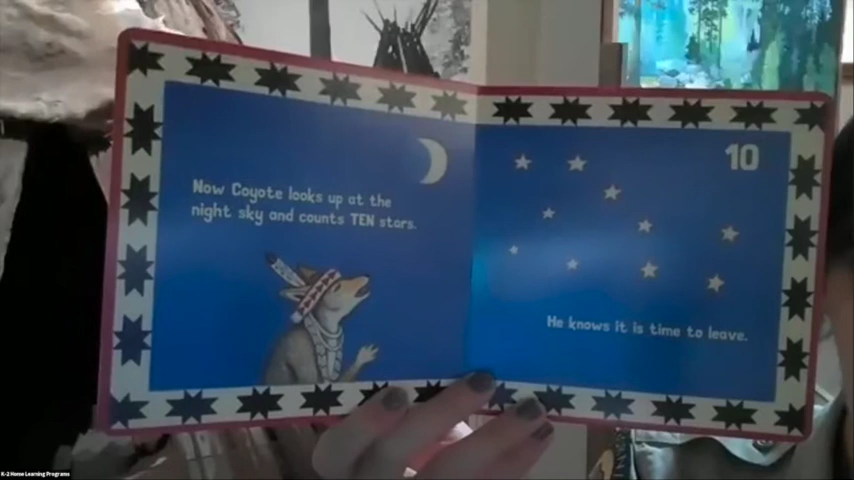 Now Coyote looks up at the
night sky and counts TEN stars.
10
He knows it is time to leave.
K-2 Home Learning Programs